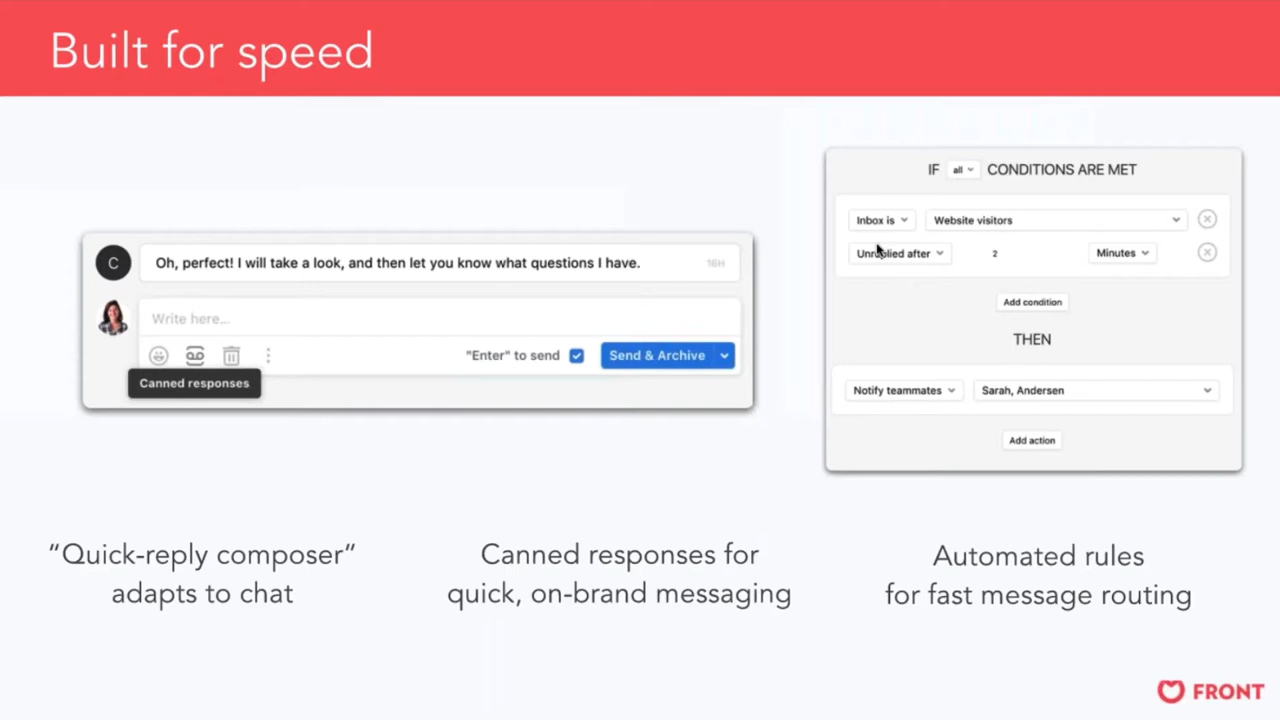 Built for speed
C
Oh, perfect! I will take a look, and then let you know what questions I have. 16H
Write here...
"Enter" to send Send & Archive
Canned responses
IF all CONDITIONS ARE MET
Inbox is Website visitors
Unreplied after 2 Minutes
Add condition
THEN
Notify teammates Sarah, Andersen
Add action
“Quick-reply composer“
adapts to chat
Canned responses for
quick, on-brand messaging
Automated rules
for fast message routing
FRONT